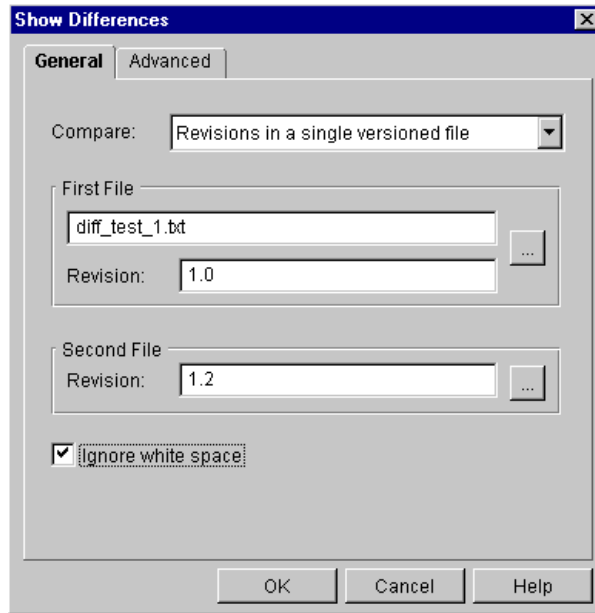 Show Differences
General Advanced
Compare: Revisions in a single versioned file
First File
diff_test_1.txt
...
Revision: 1.0
Second File
Revision: 1.2
...
Ignore white space
OK Cancel Help